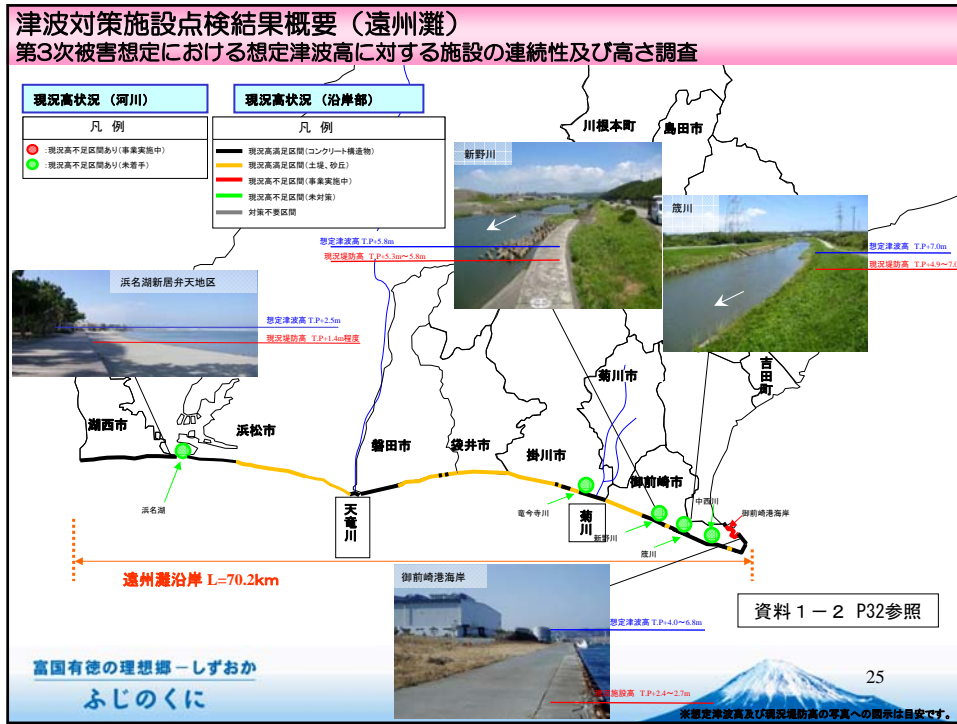 津波対策施設点検結果概要（遠州灘）
第3次被害想定における想定津波高に対する施設の連続性及び高さ調査
現況高状況（河川）
凡 例
:現況高不足区間あり(事業実施中)
:現況高不足区間あり(未着手)
現況高状況（沿岸部）
凡 例
現況高満足区間(コンクリート構造物)
現況高満足区間(土堤、砂丘)
現況高不足区間(事業実施中)
現況高不足区間(未対策)
対策不要区間
川根本町
島田市
新野川
筬川
想定津波高 T.P+5.8m
現況堤防高 T.P+5.3m～5.8m
想定津波高 T.P+7.0m
現況堤防高 T.P+4.9～7.0
浜名湖新居弁天地区
想定津波高 T.P+2.5m
現況堤防高 T.P+1.4m程度
吉田町
菊川市
湖西市
浜松市
磐田市
袋井市
掛川市
御前崎市
浜名湖
天竜川
竜今寺川
菊川
新野川
筬川
中西川
御前崎港海岸
遠州灘沿岸 L=70.2km
御前崎港海岸
想定津波高 T.P+4.0～6.8m
施設高 T.P+2.4～2.7m
資料１－２ P32参照
富国有徳の理想郷－しずおか
ふじのくに
25
※想定津波高及び現況堤防高の写真への図示は目安です。